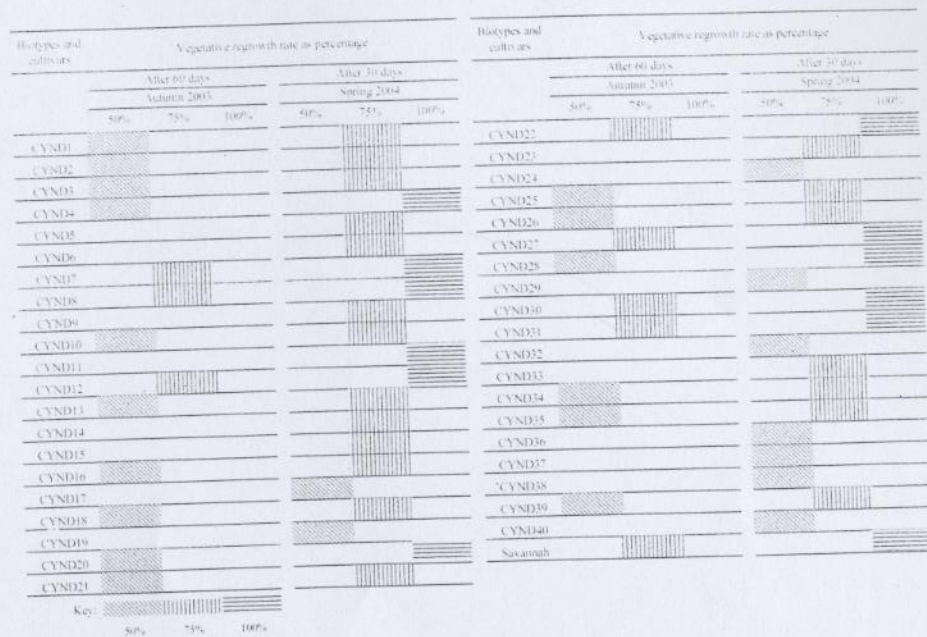 Biotypes and cultivars
Vegetative regrowth rate as percentage
After 60 days
After 30 days
Autumn 2003
Spring 2004
50% 75% 100%
50% 75% 100%
CYND1
CYND2
CYND3
CYND4
CYND5
CYND6
CYND7
CYND8
CYND9
CYND10
CYND11
CYND12
CYND13
CYND14
CYND15
CYND16
CYND17
CYND18
CYND19
CYND20
CYND21
Key:
50% 75% 100%
Biotypes and cultivars
Vegetative regrowth rate as percentage
After 60 days
After 30 days
Autumn 2003
Spring 2004
50% 75% 100%
50% 75% 100%
CYND22
CYND23
CYND24
CYND25
CYND26
CYND27
CYND28
CYND29
CYND30
CYND31
CYND32
CYND33
CYND34
CYND35
CYND36
CYND37
CYND38
CYND39
CYND40
Savannah